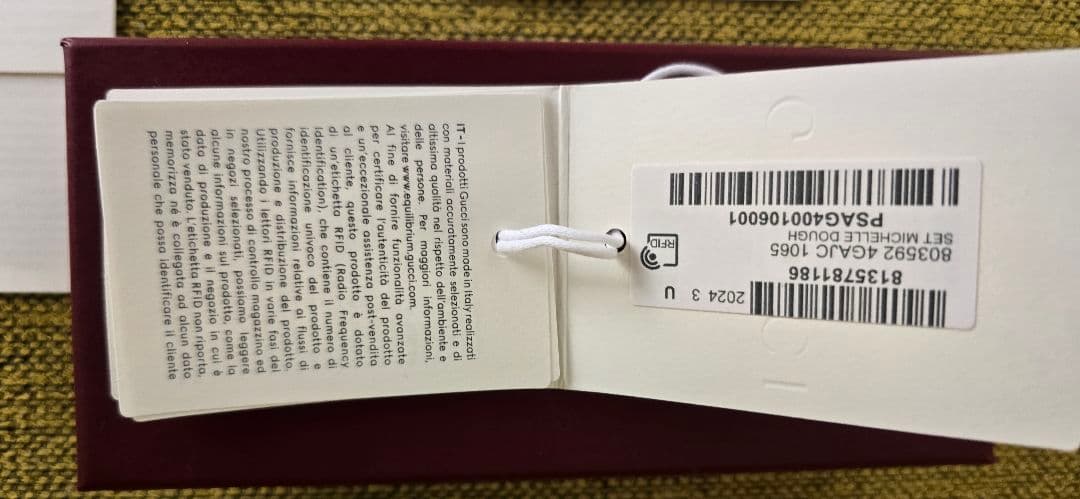 IT - I prodotti Gucci sono made in Italy realizzati
con materiali accuratamente selezionati e di
altissima qualità nel rispetto dell'ambiente e
delle persone. Per maggiori informazioni,
visitare www.equilibrium.gucci.com.
Al fine di fornire funzionalità avanzate
per certificare l'autenticità del prodotto
e un'eccezionale assistenza post-vendita
al cliente, questo prodotto è dotato
di un'etichetta RFID (Radio Frequency
Identification), che contiene il numero di
identificazione univoco del prodotto e
fornisce informazioni relative ai flussi di
produzione e distribuzione del prodotto.
Utilizzando i lettori RFID in varie fasi del
nostro processo di controllo magazzino ed
in negozi selezionati, possiamo leggere
alcune informazioni sul prodotto, come la
data di produzione e il negozio in cui è
stato venduto. L'etichetta RFID non riporta,
memorizza né è collegata ad alcun dato
personale che possa identificare il cliente
2024 3 U
8135781186
803592 4GAJC 1065
SET MICHELLE DOUGH
PSAG400106001
RFID